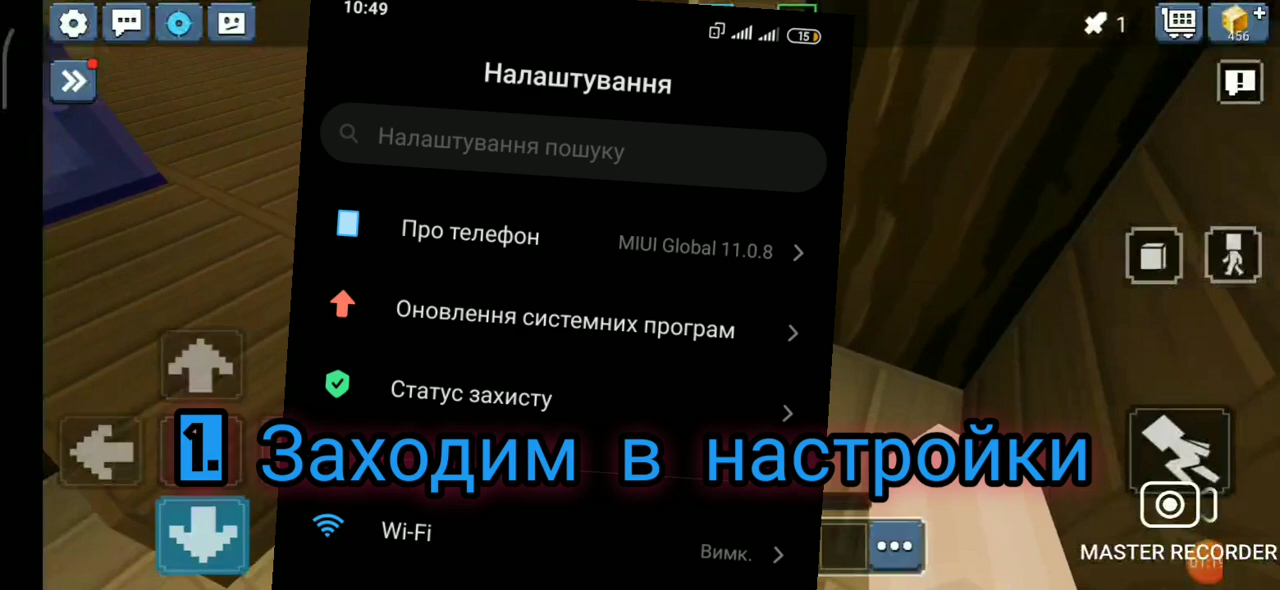 10:49
15
1
456
Налаштування
Налаштування пошуку
Про телефон
MIUI Global 11.0.8
Оновлення системних програм
Статус захисту
1. Заходим в настройки
Wi-Fi
Вимк.
MASTER RECORDER